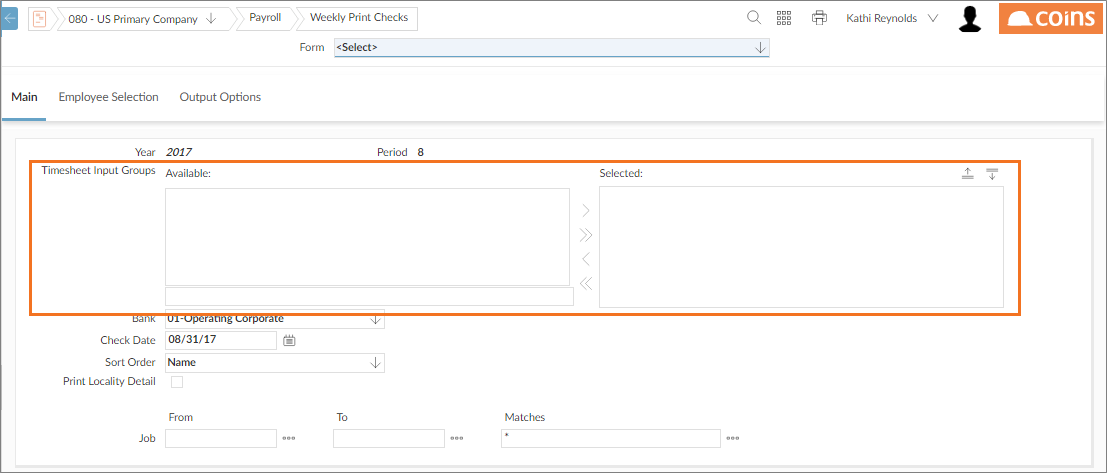 080 - US Primary Company Payroll Weekly Print Checks Kathi Reynolds coins
Form <Select>
Main Employee Selection Output Options
Year 2017 Period 8
Timesheet Input Groups Available: Selected:
Bank 01-Operating Corporate
Check Date 08/31/17
Sort Order Name
Print Locality Detail
From To Matches
Job *